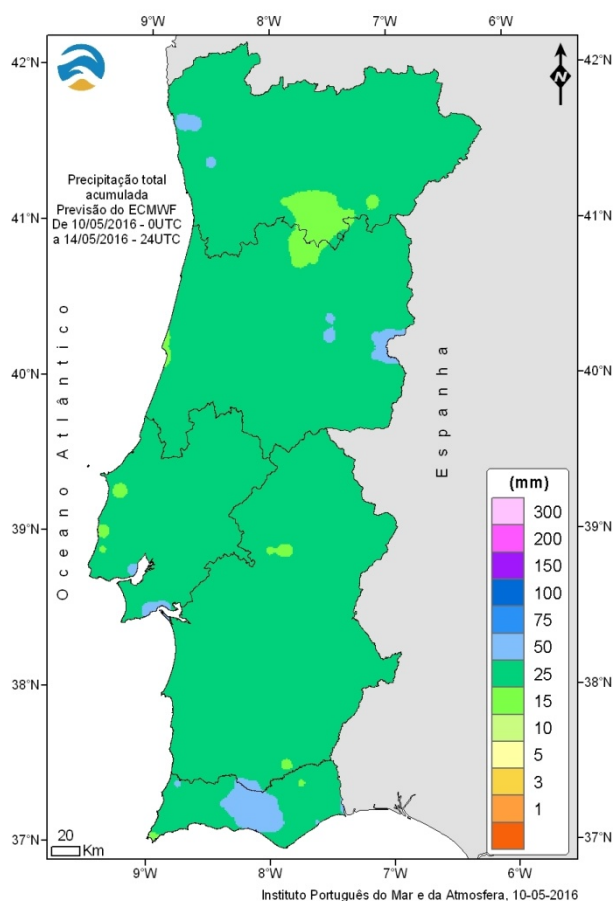 9°W 8°W 7°W 6°W
42°N 42°N
Precipitação total
acumulada
Previsão do ECMWF
De 10/05/2016 - 0UTC
a 14/05/2016 - 24UTC
N
41°N 41°N
Oceano Atlântico
Espanha
40°N 40°N
39°N 39°N
38°N 38°N
37°N 37°N
(mm)
300
200
150
100
75
50
25
15
10
5
3
1
20
Km
9°W 8°W 7°W 6°W
Instituto Português do Mar e da Atmosfera, 10-05-2016